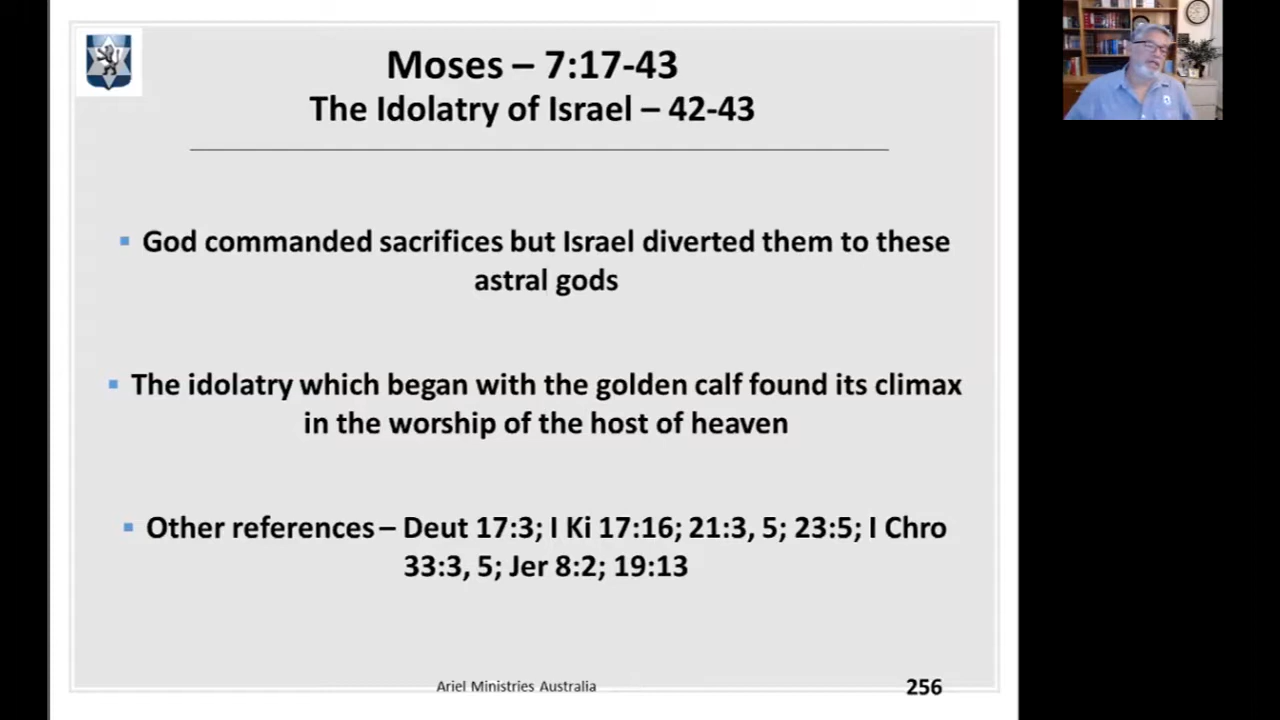 Moses – 7:17-43
The Idolatry of Israel – 42-43
God commanded sacrifices but Israel diverted them to these
astral gods
The idolatry which began with the golden calf found its climax
in the worship of the host of heaven
Other references – Deut 17:3; I Ki 17:16; 21:3, 5; 23:5; I Chro
33:3, 5; Jer 8:2; 19:13
Ariel Ministries Australia
256